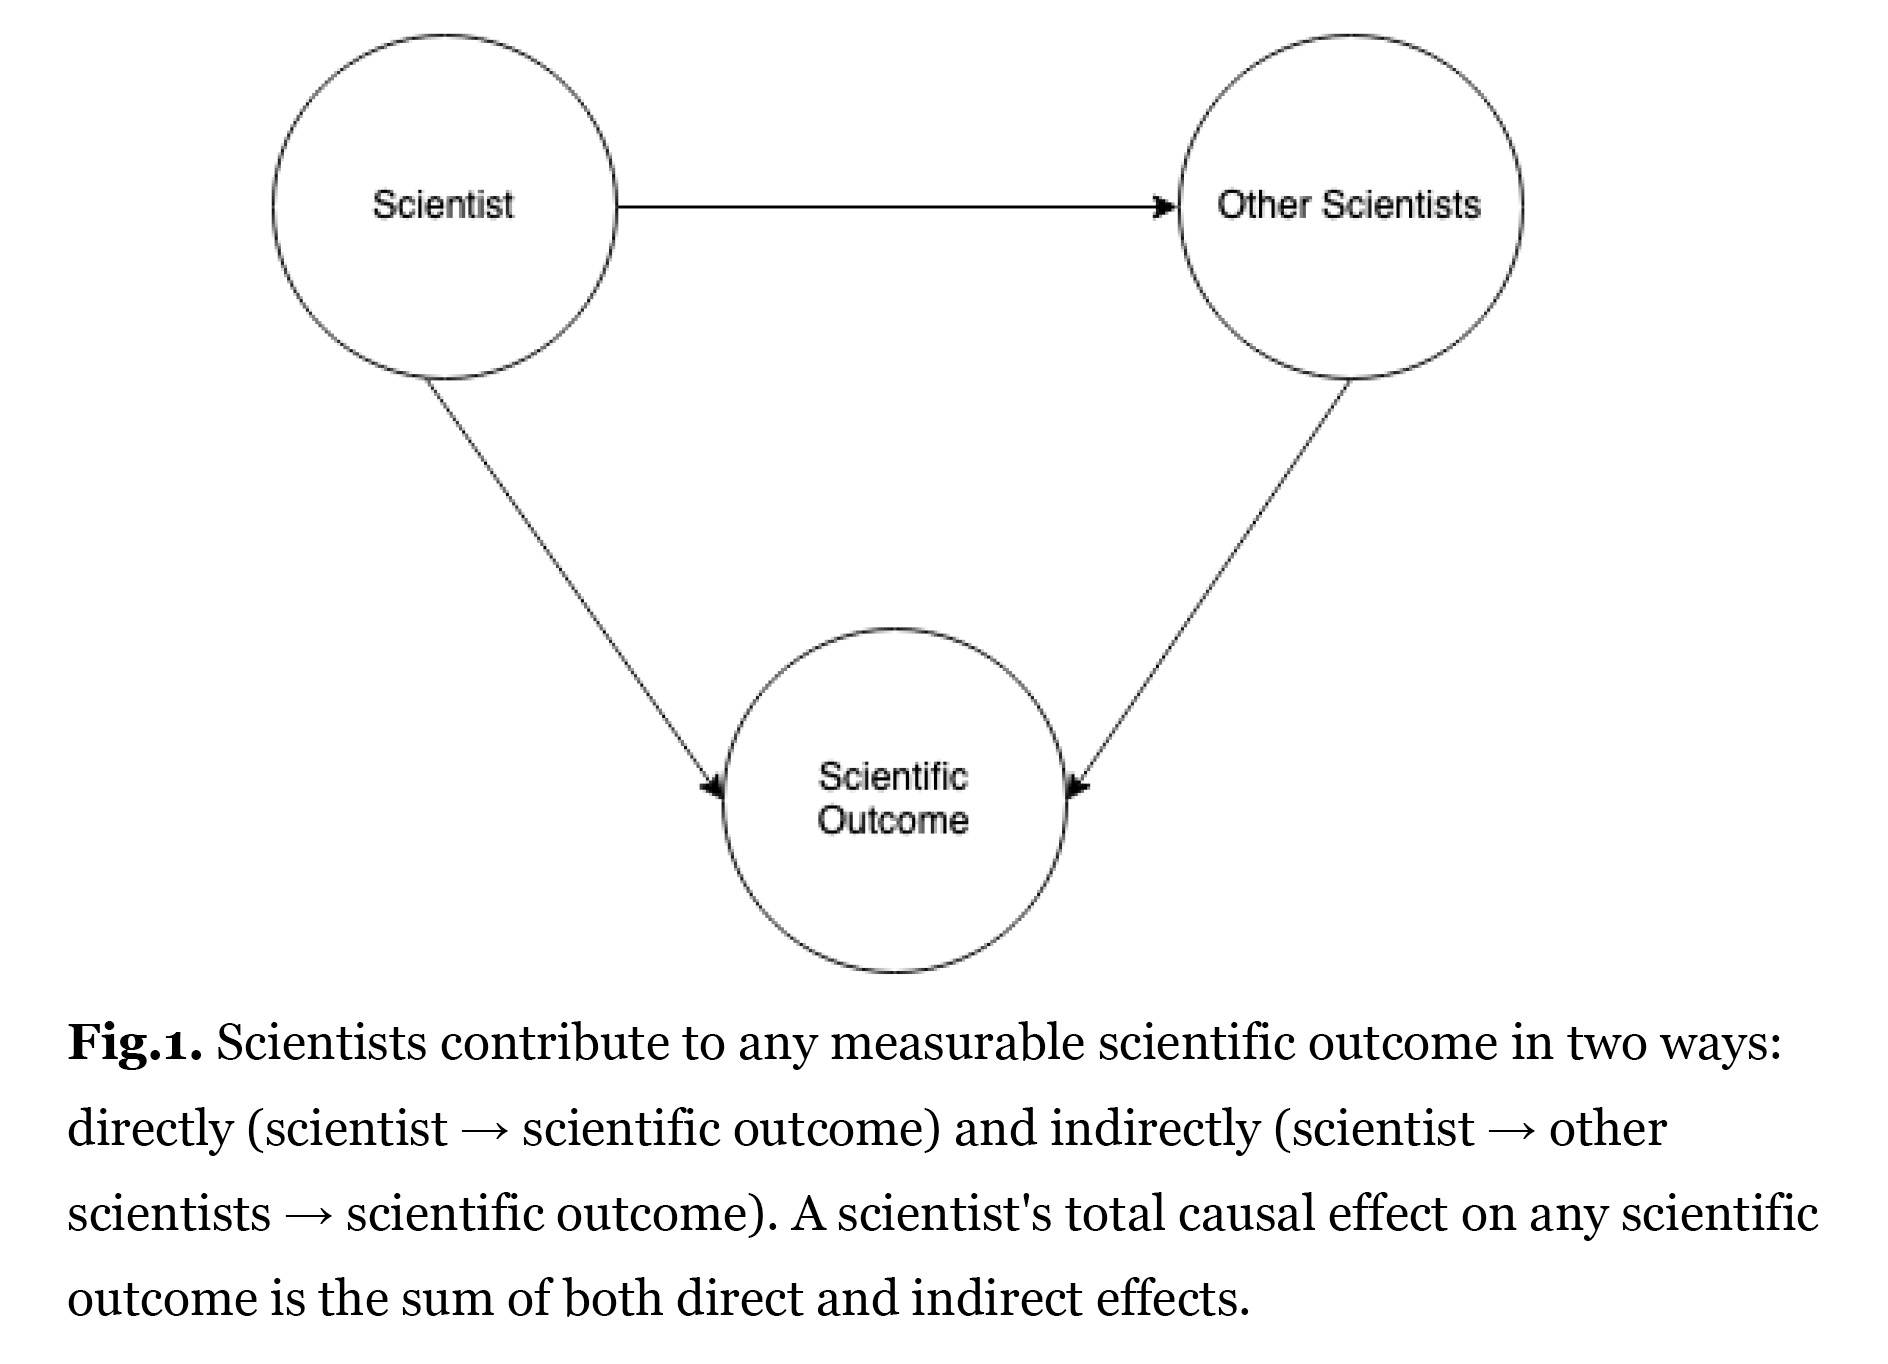 Scientist
Other Scientists
Scientific
Outcome
Fig.1. Scientists contribute to any measurable scientific outcome in two ways:
directly (scientist → scientific outcome) and indirectly (scientist → other
scientists → scientific outcome). A scientist's total causal effect on any scientific
outcome is the sum of both direct and indirect effects.